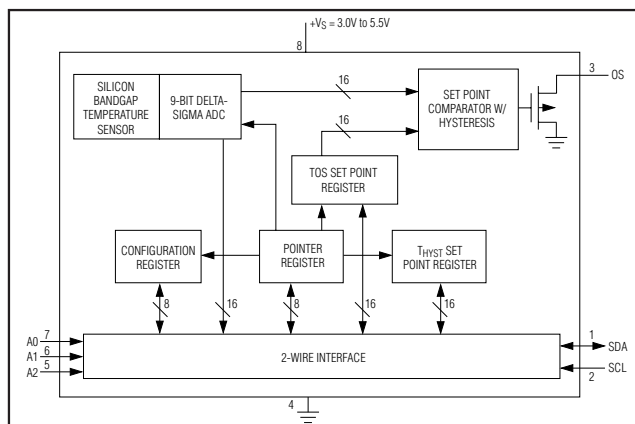 +VS = 3.0V to 5.5V
8
SILICON
BANDGAP
TEMPERATURE
SENSOR
9-BIT DELTA-
SIGMA ADC
16
16
SET POINT
COMPARATOR W/
HYSTERESIS
3
OS
TOS SET POINT
REGISTER
CONFIGURATION
REGISTER
POINTER
REGISTER
THYST SET
POINT REGISTER
8
16
8
16
16
A0
7
A1
6
A2
5
2-WIRE INTERFACE
1
SDA
SCL
2
4